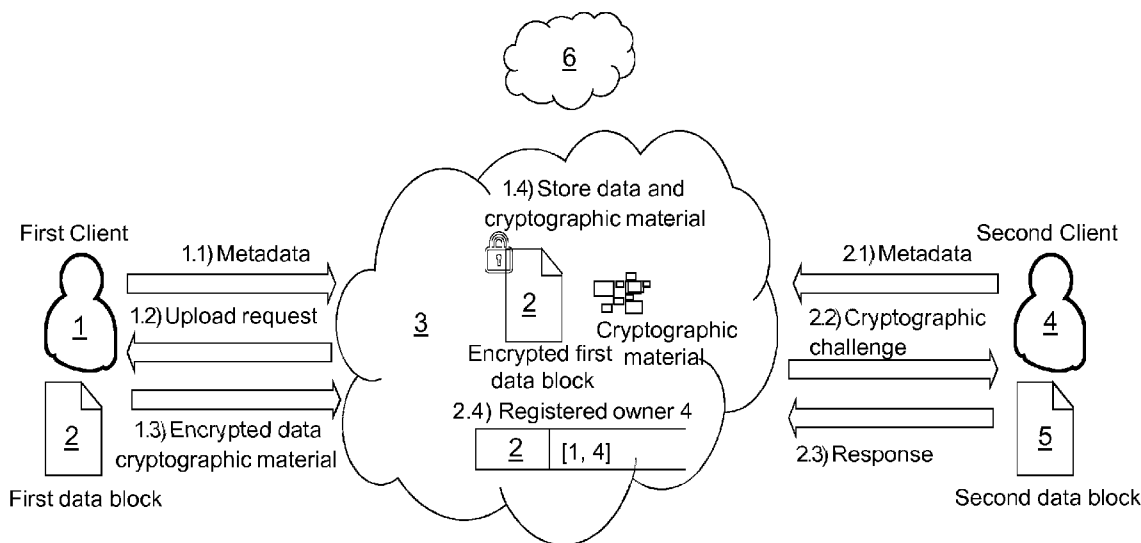 6
1.4) Store data and
cryptographic material
First Client
1.1) Metadata
1
1.2) Upload request
2
1.3) Encrypted data
cryptographic material
First data block
3
2
Encrypted first
data block
Cryptographic
material
2.4) Registered owner 4
2
[1, 4]
Second Client
2.1) Metadata
4
2.2) Cryptographic
challenge
5
2.3) Response
Second data block